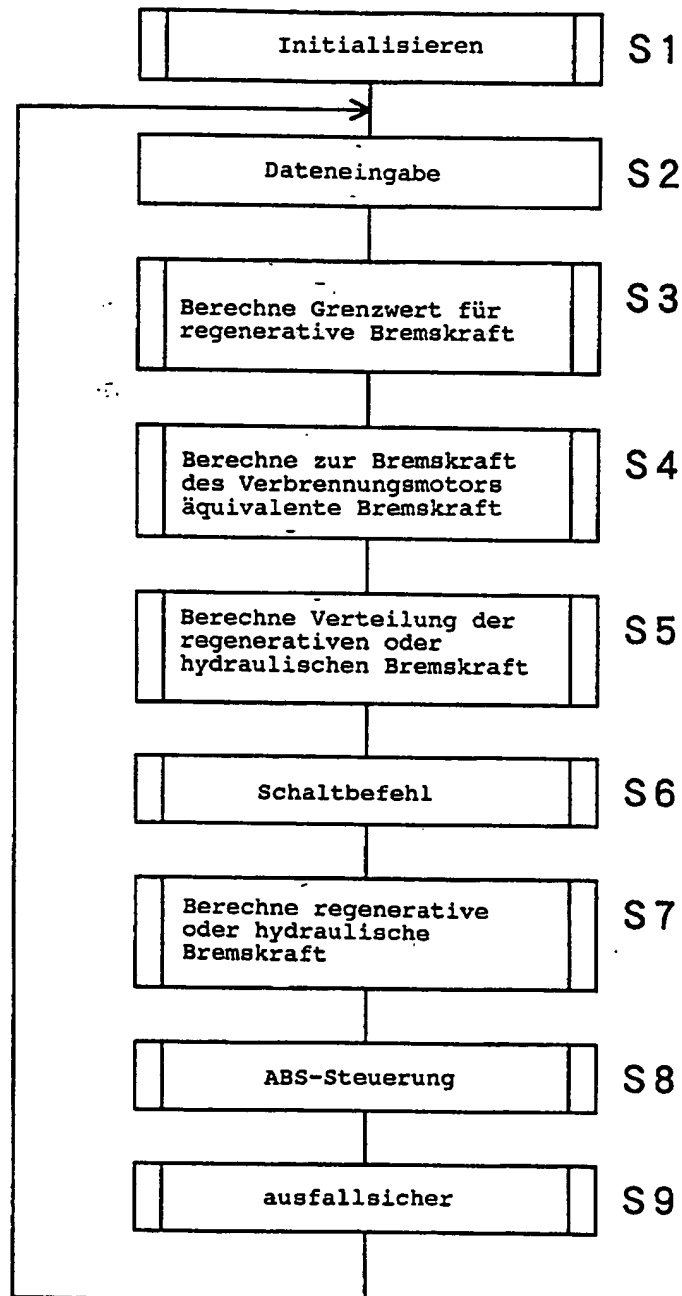 Initialisieren
S1
Dateneingabe
S2
Berechne Grenzwert für
regenerative Bremskraft
S3
Berechne zur Bremskraft
des Verbrennungsmotors
äquivalente Bremskraft
S4
Berechne Verteilung der
regenerativen oder
hydraulischen Bremskraft
S5
Schaltbefehl
S6
Berechne regenerative
oder hydraulische
Bremskraft
S7
ABS-Steuerung
S8
ausfallsicher
S9